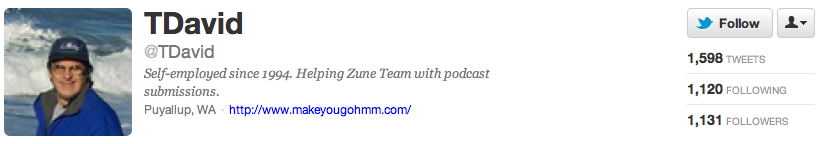 TDavid
@TDavid
Self-employed since 1994. Helping Zune Team with podcast
submissions.
Puyallup, WA · http://www.makeyougohmm.com/
Follow
1,598 TWEETS
1,120 FOLLOWING
1,131 FOLLOWERS